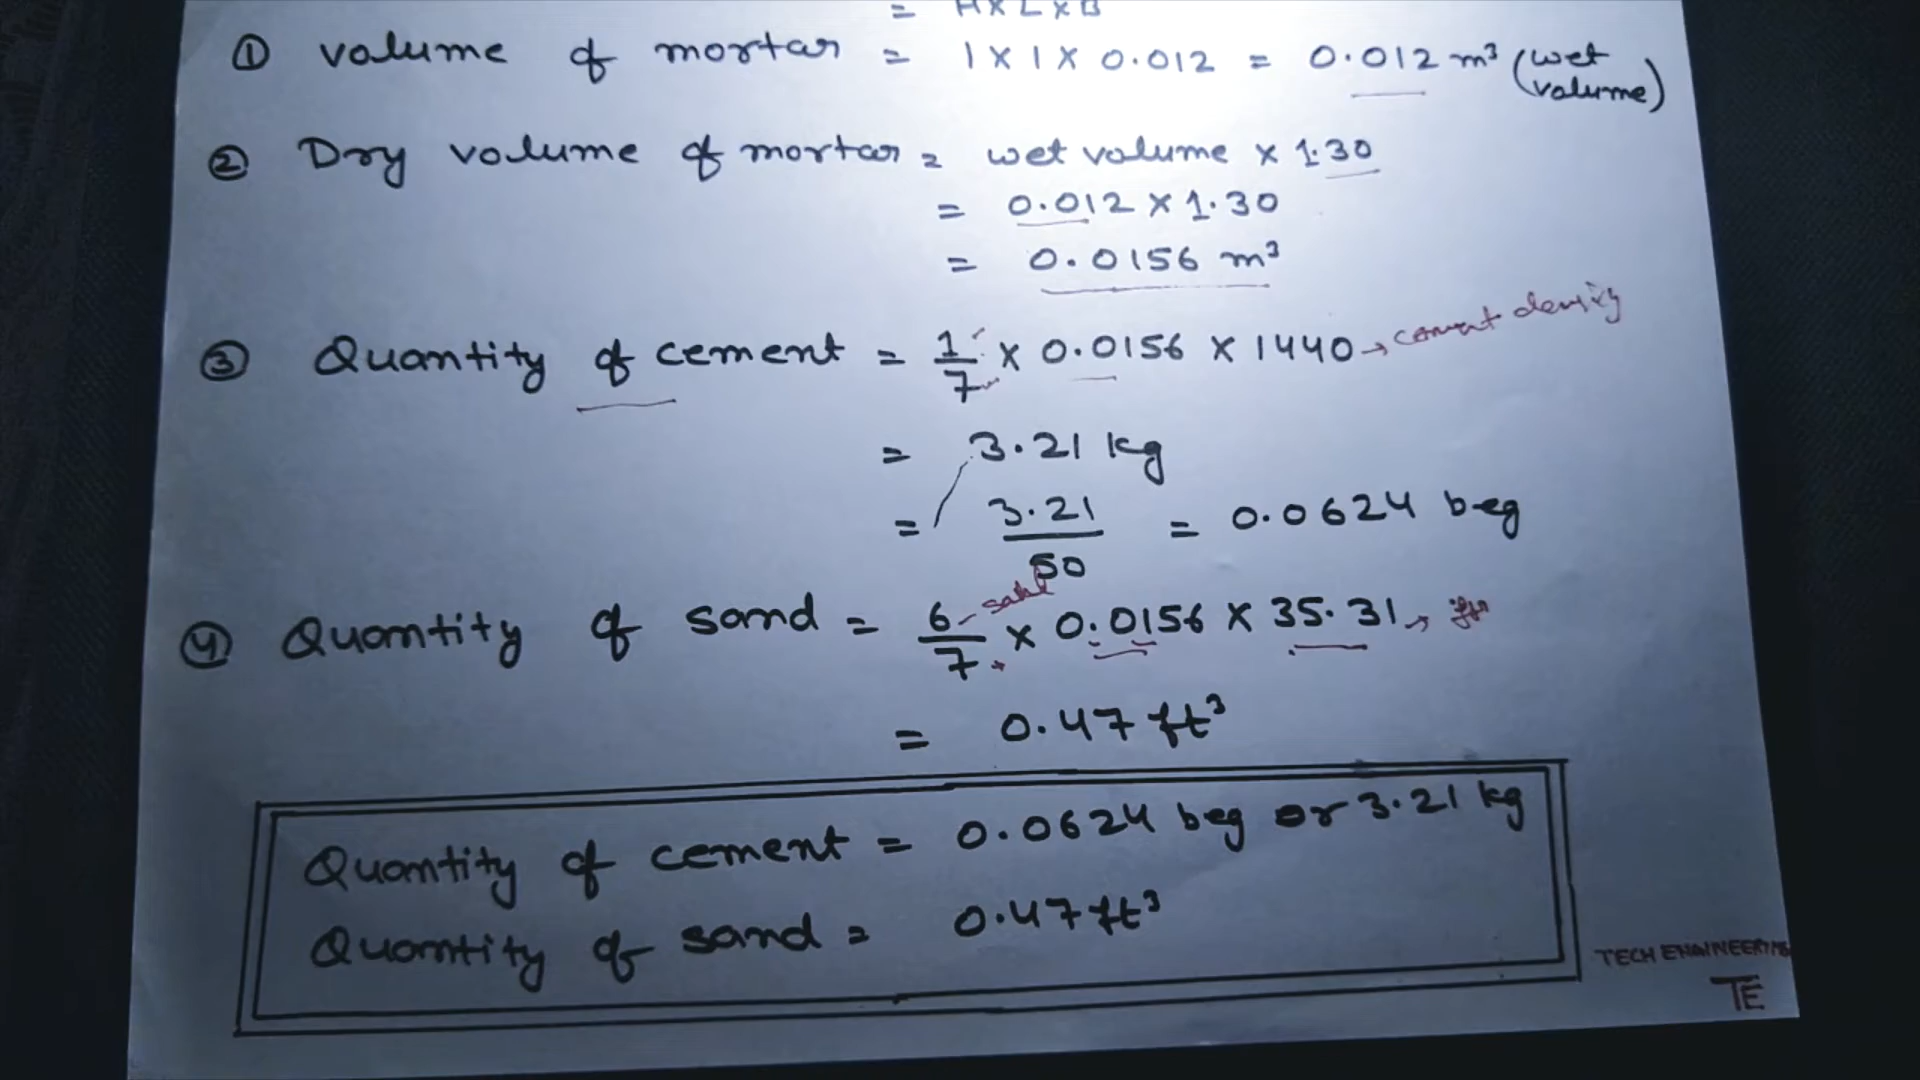 = H X L X B
① volume of mortar = 1 X 1 X 0.012 = 0.012 m³ (wet volume)
② Dry volume of mortar = wet volume x 1.30
= 0.012 x 1.30
= 0.0156 m³
③ Quantity of cement = 1/7 x 0.0156 x 1440 → cement density
= 3.21 kg
= 3.21/50 = 0.0624 beg
④ Quantity of sand = 6/7 x 0.0156 x 35.31 →
= 0.47 ft³
Quantity of cement = 0.0624 beg or 3.21 kg
Quantity of sand = 0.47 ft³
TECH
TE